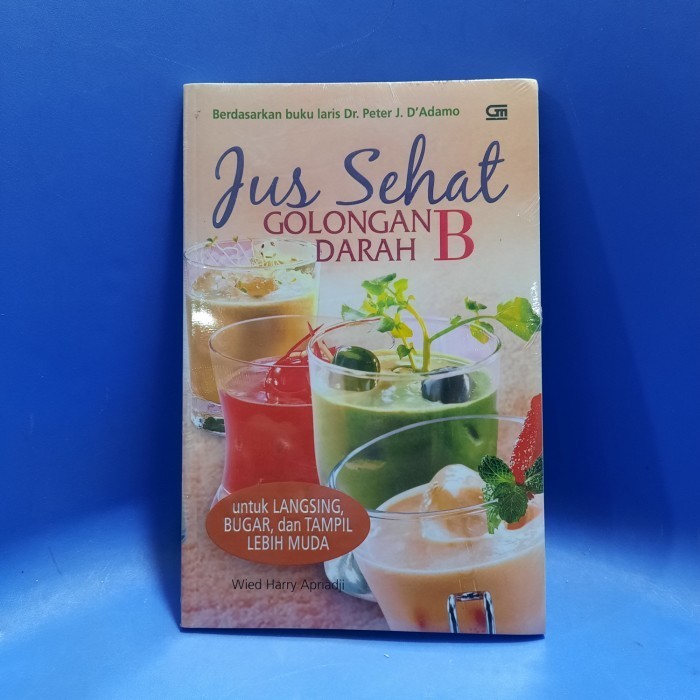 Berdasarkan buku laris Dr. Peter J. D'Adamo
Jus Sehat
GOLONGAN
DARAH B
untuk LANGSING,
BUGAR, dan TAMPIL
LEBIH MUDA
Wied Harry Apriadji